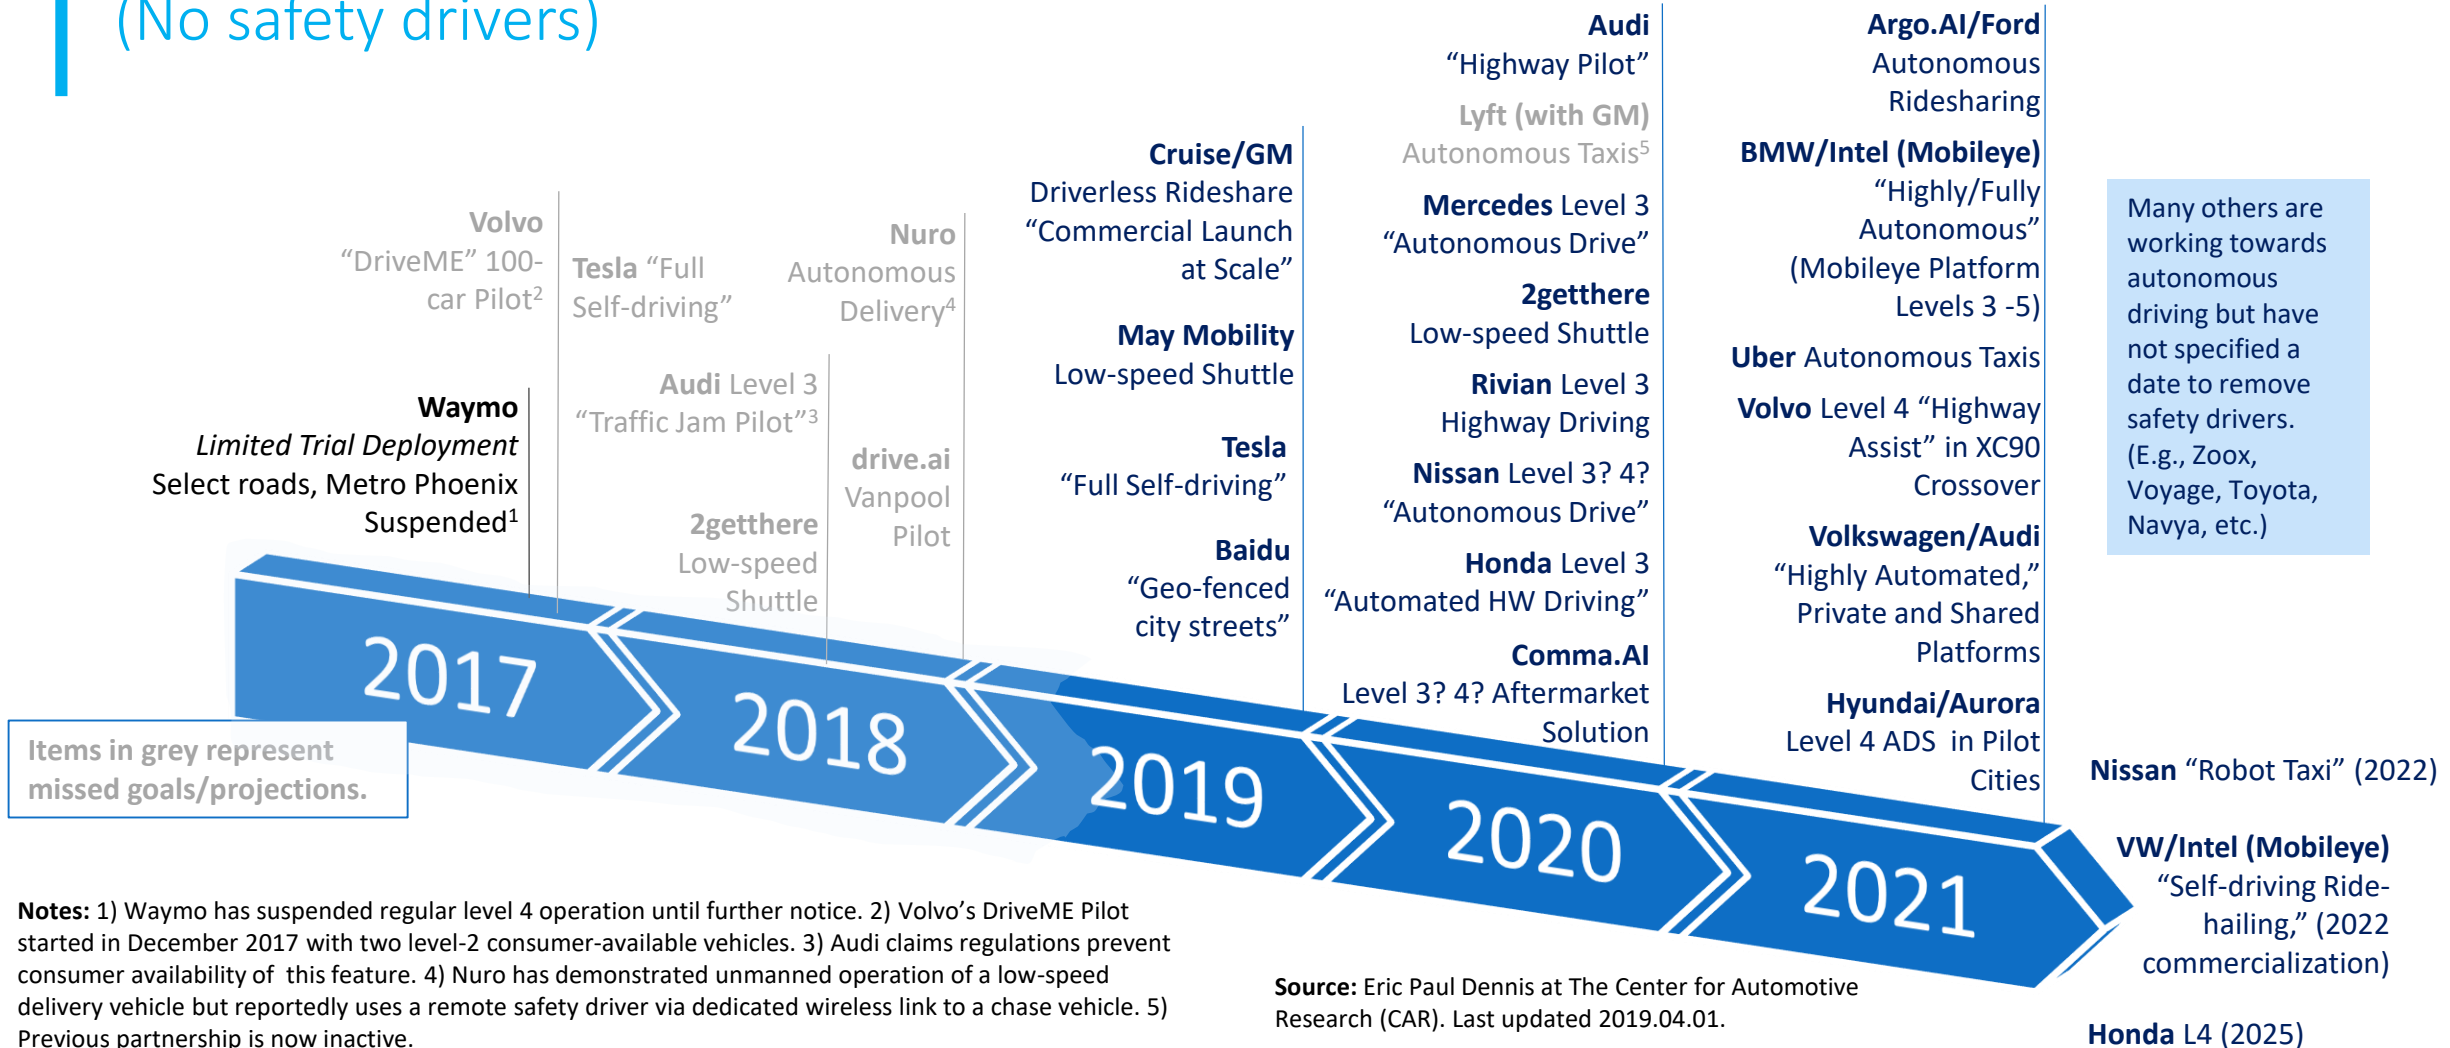 (No safety drivers)
Volvo
“DriveME” 100-
car Pilot2
Waymo
Limited Trial Deployment
Select roads, Metro Phoenix
Suspended1
Tesla “Full
Self-driving”
Audi Level 3
“Traffic Jam Pilot”3
2getthere
Low-speed
Shuttle
Nuro
Autonomous
Delivery4
drive.ai
Vanpool
Pilot
Cruise/GM
Driverless Rideshare
“Commercial Launch
at Scale”
May Mobility
Low-speed Shuttle
Tesla
“Full Self-driving”
Baidu
“Geo-fenced
city streets”
Audi
“Highway Pilot”
Lyft (with GM)
Autonomous Taxis5
Mercedes Level 3
“Autonomous Drive”
2getthere
Low-speed Shuttle
Rivian Level 3
Highway Driving
Nissan Level 3? 4?
“Autonomous Drive”
Honda Level 3
“Automated HW Driving”
Comma.AI
Level 3? 4? Aftermarket
Solution
Argo.AI/Ford
Autonomous
Ridesharing
BMW/Intel (Mobileye)
“Highly/Fully
Autonomous”
(Mobileye Platform
Levels 3 -5)
Uber Autonomous Taxis
Volvo Level 4 “Highway
Assist” in XC90
Crossover
Volkswagen/Audi
“Highly Automated,”
Private and Shared
Platforms
Hyundai/Aurora
Level 4 ADS in Pilot
Cities
Many others are
working towards
autonomous
driving but have
not specified a
date to remove
safety drivers.
(E.g., Zoox,
Voyage, Toyota,
Navya, etc.)
2017
2018
2019
2020
2021
Items in grey represent
missed goals/projections.
Nissan “Robot Taxi” (2022)
VW/Intel (Mobileye)
“Self-driving Ride-
hailing,” (2022
commercialization)
Honda L4 (2025)
Notes: 1) Waymo has suspended regular level 4 operation until further notice. 2) Volvo’s DriveME Pilot
started in December 2017 with two level-2 consumer-available vehicles. 3) Audi claims regulations prevent
consumer availability of this feature. 4) Nuro has demonstrated unmanned operation of a low-speed
delivery vehicle but reportedly uses a remote safety driver via dedicated wireless link to a chase vehicle. 5)
Previous partnership is now inactive.
Source: Eric Paul Dennis at The Center for Automotive
Research (CAR). Last updated 2019.04.01.